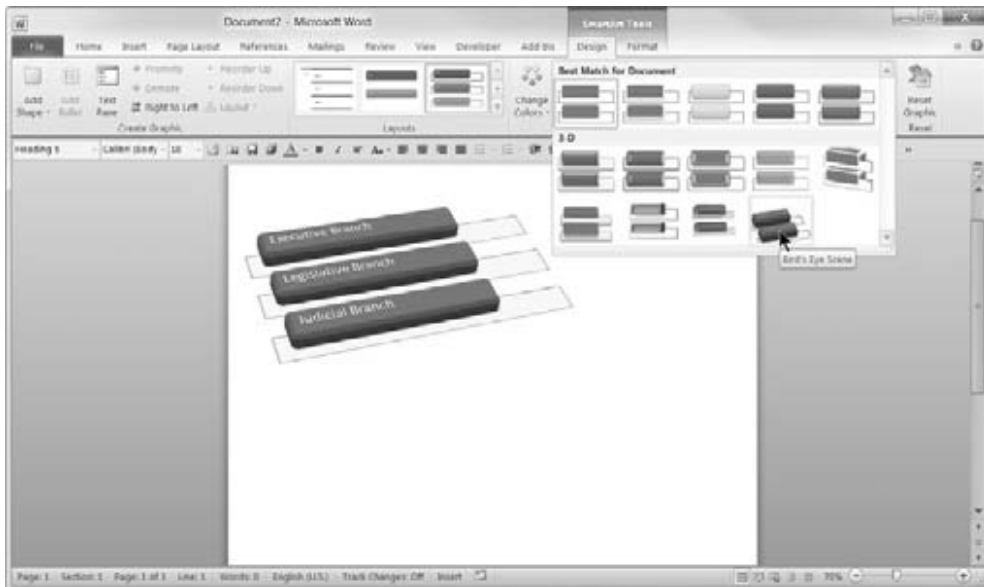 Document2 - Microsoft Word
SmartArt Tools
File Home Insert Page Layout References Mailings Review View Developer Add-Ins Design Format
Add Shape
Add Bullet
Text Pane
Promote
Demote
Right to Left
Reorder Up
Reorder Down
Layout
Create Graphic
Layouts
Change Colors
Best Match for Document
3-D
Bird's Eye Scene
Reset Graphic
Reset
Calibri (Body) 18
Executive Branch
Legislative Branch
Judicial Branch
Page: 1 Section: 1 Page: 1 of 1 Line: 1 Words: 0 English (U.S.) Track Changes: Off Insert 70%